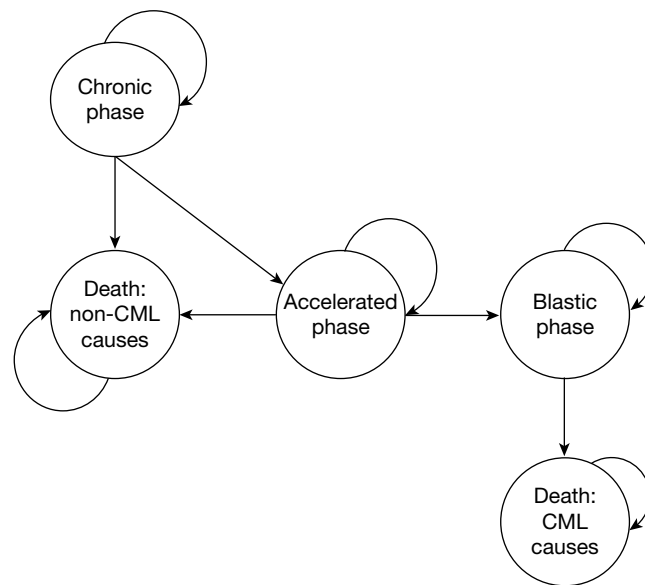 Chronic
phase
Death:
non-CML
causes
Accelerated
phase
Blastic
phase
Death:
CML
causes